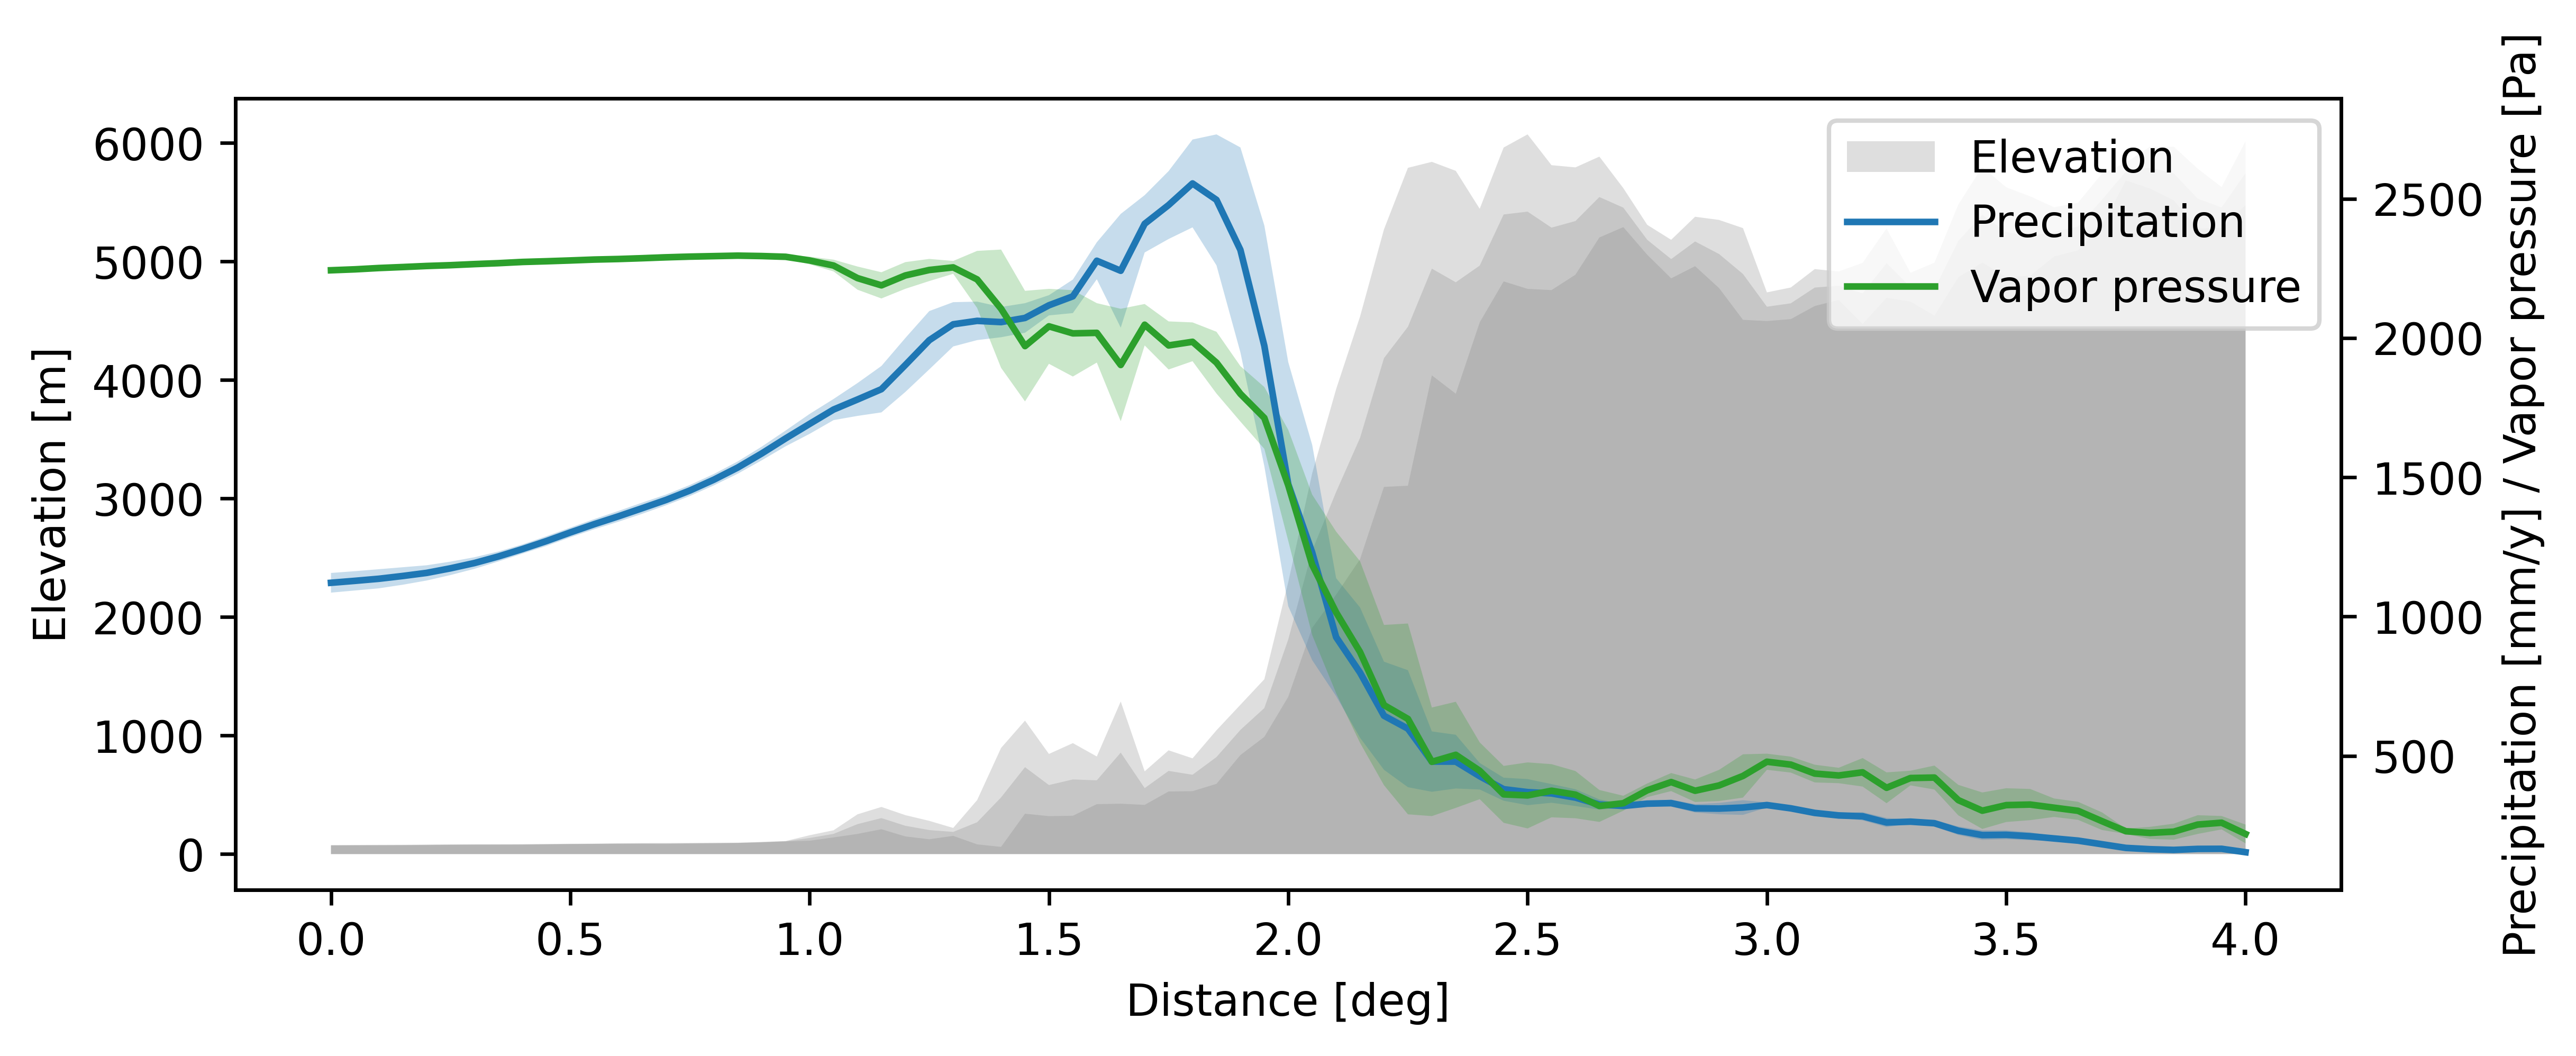 6000
5000
4000
3000
2000
1000
0
Elevation [m]
Elevation
Precipitation
Vapor pressure
2500
2000
1500
1000
500
Precipitation [mm/y] / Vapor pressure [Pa]
0.0 0.5 1.0 1.5 2.0 2.5 3.0 3.5 4.0
Distance [deg]